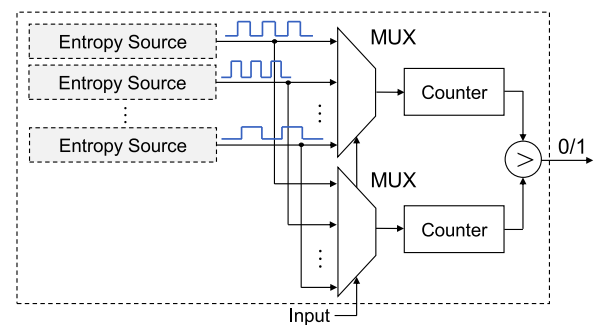 Entropy Source
MUX
Entropy Source
Counter
⋮
⋮
Entropy Source
>
0/1
MUX
Counter
⋮
Input